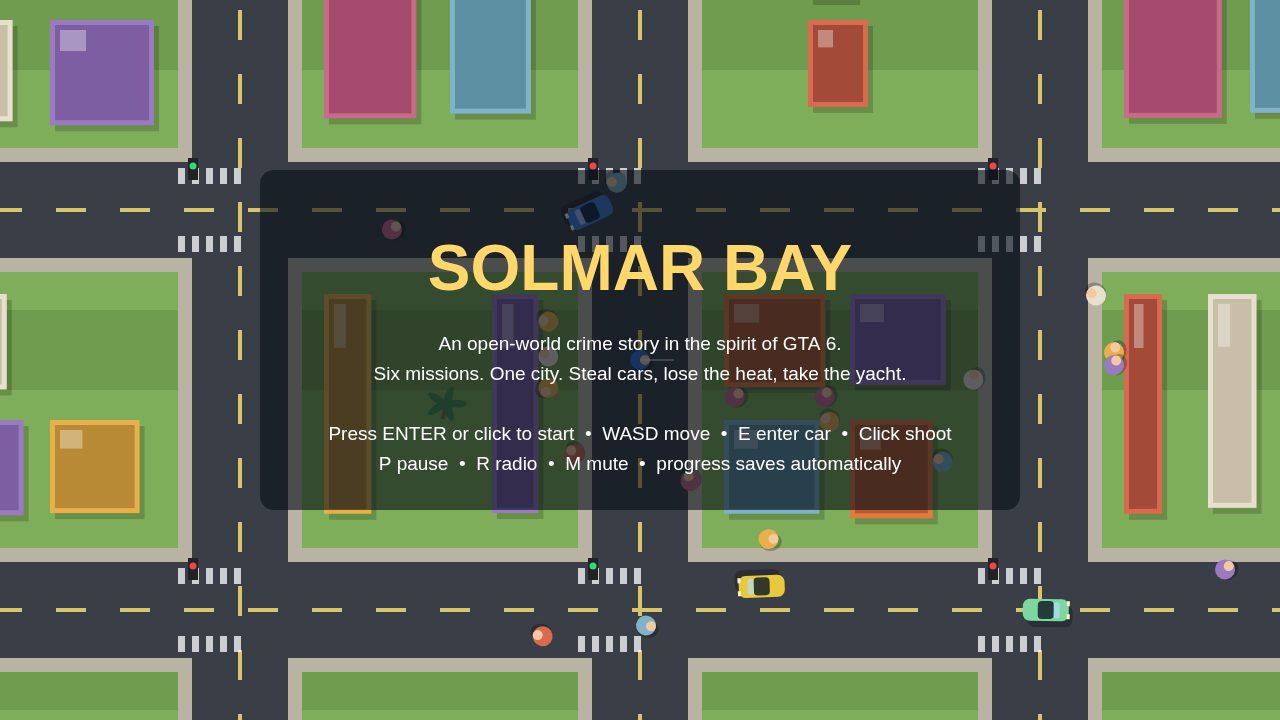 SOLMAR BAY
An open-world crime story in the spirit of GTA 6.
Six missions. One city. Steal cars, lose the heat, take the yacht.
Press ENTER or click to start • WASD move • E enter car • Click shoot
P pause • R radio • M mute • progress saves automatically